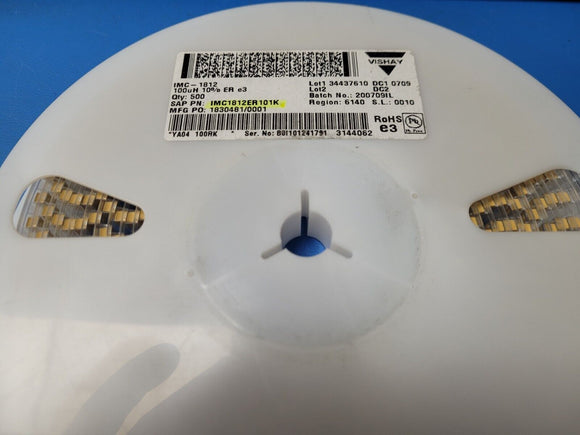 IMC-1812
100uH 10% ER e3
Qty: 500
SAP PN: IMC1812ER101K
MFG PO: 1830481/0001
Lot1 34437610 DC1 0709
Lot2 DC2
Batch No.: 200709IL
Region: 6140 S.L.: 0010
VISHAY
*YA04 100RK
Ser. No: 89I101241791 3144062
RoHS
e3
Pb